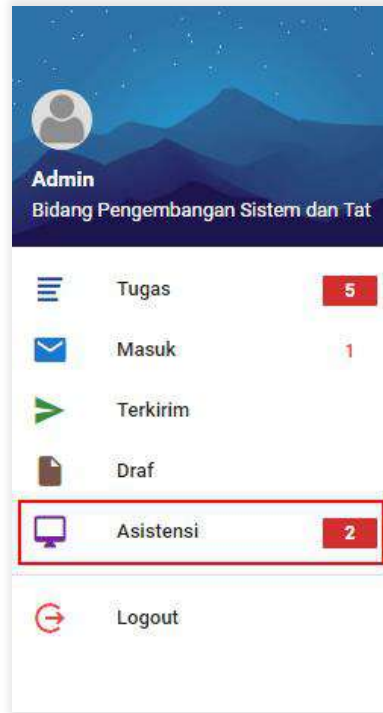 Admin
Bidang Pengembangan Sistem dan Tat
Tugas 5
Masuk 1
Terkirim
Draf
Asistensi 2
Logout